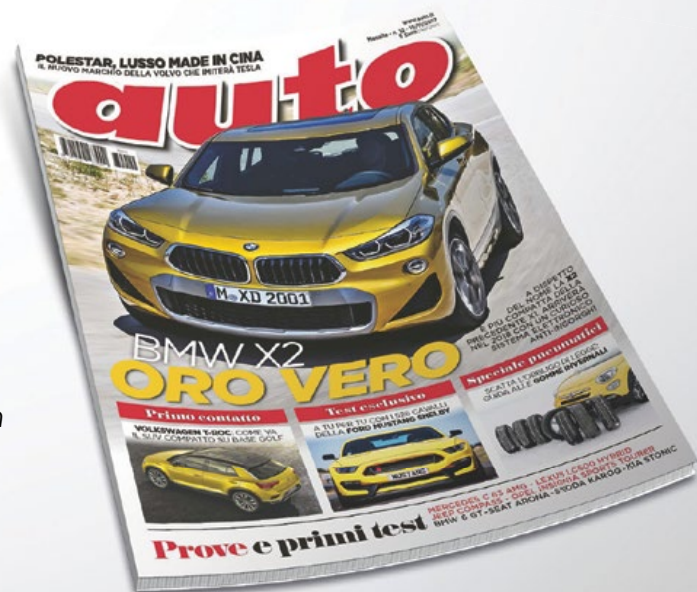 www.auto.it
POLESTAR, LUSSO MADE IN CINA
IL NUOVO MARCHIO DELLA VOLVO CHE IMITERÀ TESLA
auto
M XD 2001
A DISPETTO
DEL NOME LA X2
È PIÙ COMPATTA DELLA
PRECEDENTE X1. ARRIVERÀ
NEL 2018 CON UN CURIOSO
SISTEMA ELETTRONICO
ANTI-INGORGHI
BMW X2
ORO VERO
Primo contatto
VOLKSWAGEN T-ROC: COME VA
IL SUV COMPATTO SU BASE GOLF
Test esclusivo
A TU PER TU CON I 526 CAVALLI
DELLA FORD MUSTANG SHELBY
MUSTANG
Speciale pneumatici
SCATTA L'OBBLIGO DI LEGGE:
GUIDA ALLE GOMME INVERNALI
Prove e primi test
MERCEDES C 63 AMG - LEXUS LC500 HYBRID
JEEP COMPASS - OPEL INSIGNIA SPORTS TOURER
BMW 6 GT - SEAT ARONA - SKODA KAROQ - KIA STONIC